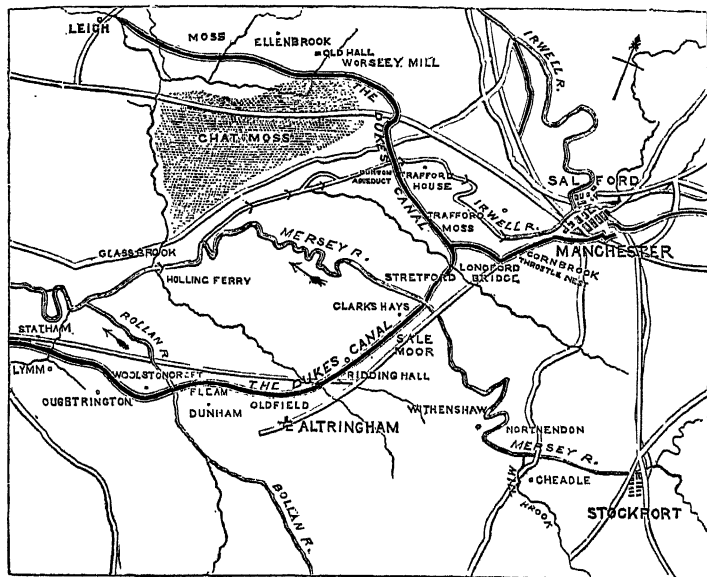 LEIGH
MOSS
ELLENBROOK
OLD HALL
WORSLEY MILL
IRWELL R.
THE DUKES CANAL
CHAT MOSS
BURTON AQUEDUCT
TRAFFORD HOUSE
SALFORD
IRWELL R.
TRAFFORD MOSS
MANCHESTER
MERSEY R.
GLASS BROOK
STRETFORD
LONGFORD BRIDGE
CORNBROOK
THROSTLE NEST
HOLLING FERRY
CLARKS HAYS
ROLLAN R.
STATHAM
SALE MOOR
LYMM
WOOLSTONCROFT
THE DUKES CANAL
RIDDING HALL
OUGHTRINGTON
FLEAM
DUNHAM
OLDFIELD
WITHENSHAW
ALTRINGHAM
NORTHENDON
MERSEY R.
CHEADLE
BOLLAN R.
BROOK
STOCKPORT